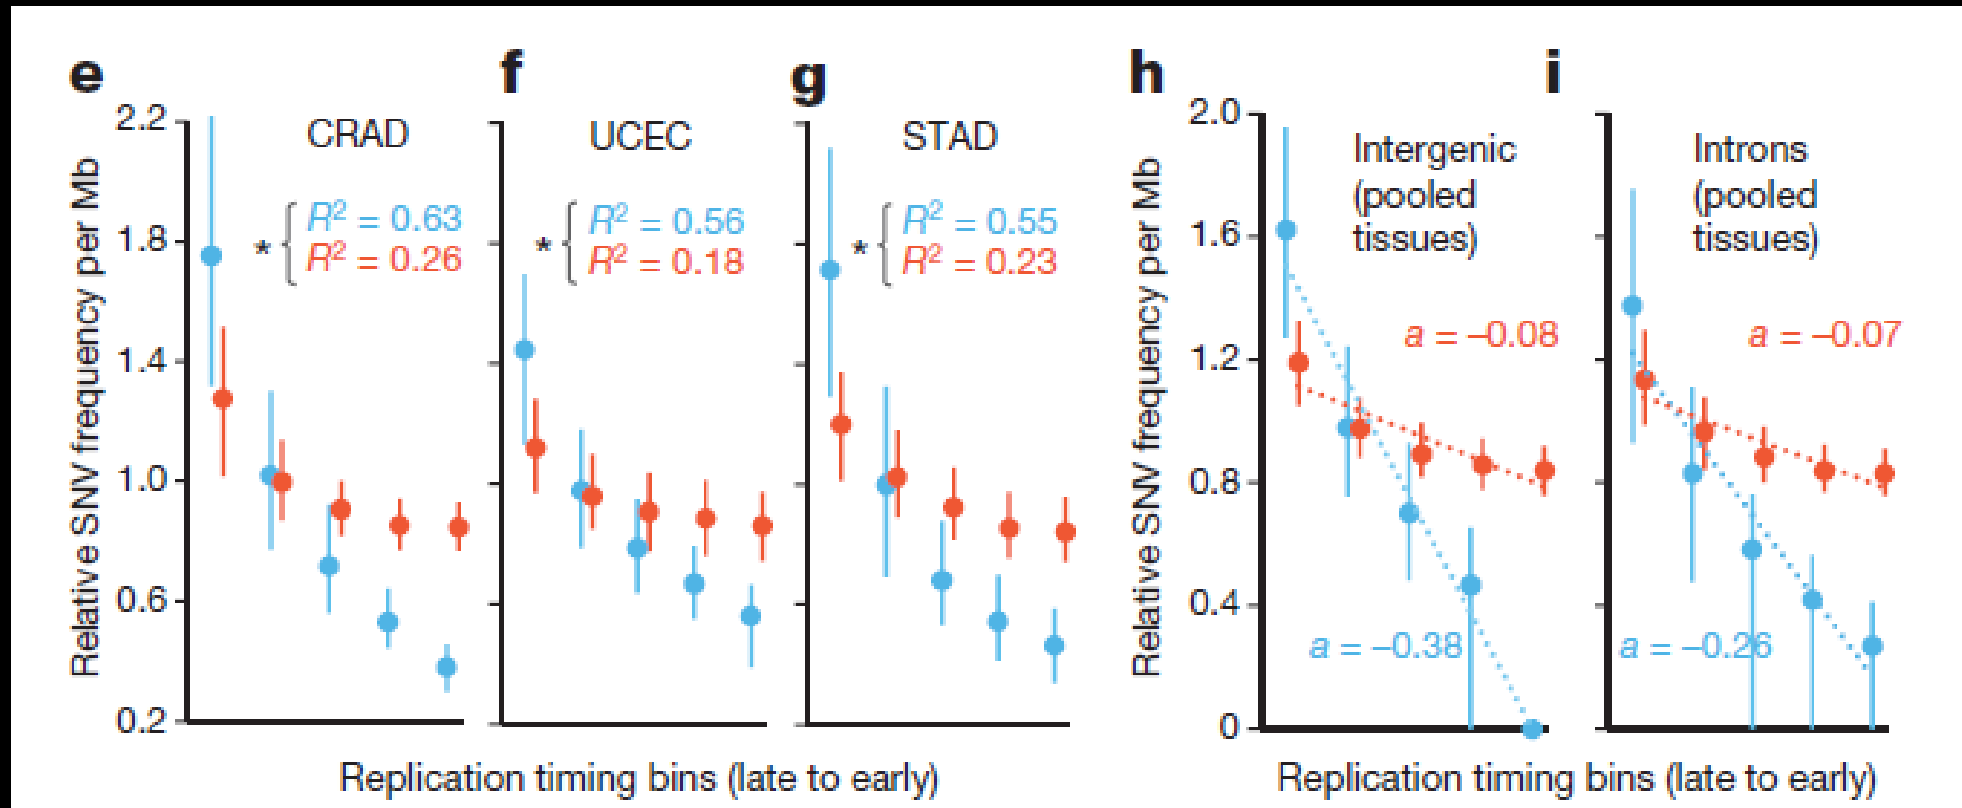 e
f
g
h
i
CRAD
UCEC
STAD
Intergenic
(pooled
tissues)
Introns
(pooled
tissues)
R² = 0.63
R² = 0.26
*
R² = 0.56
R² = 0.18
*
R² = 0.55
R² = 0.23
*
a = –0.08
a = –0.38
a = –0.07
a = –0.26
Relative SNV frequency per Mb
2.2
1.8
1.4
1.0
0.6
0.2
Replication timing bins (late to early)
Relative SNV frequency per Mb
2.0
1.6
1.2
0.8
0.4
0
Replication timing bins (late to early)